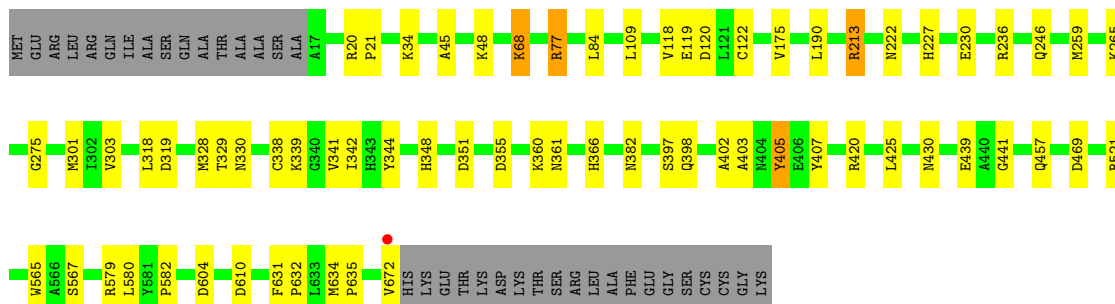 MET GLU ARG LEU ARG GLN ILE ALA SER GLN ALA THR ALA ALA SER ALA A17 R20 P21 K34 A45 K48 K68 R77 L84 L109 V118 E119 D120 L121 C122 V175 L190 R213 N222 H227 E230 R236 Q246 M259 K265
G275 M301 I302 V303 L318 D319 M328 T329 N330 C338 K339 G340 V341 I342 H343 Y344 H348 D351 D355 K360 N361 H366 N382 S397 Q398 A402 A403 N404 Y405 E406 Y407 R420 L425 N430 E439 A440 G441 Q457 D469
W565 A566 S567 R579 L580 Y581 P582 D604 D610 F631 P632 L633 M634 P635 V672 HIS LYS GLU THR LYS ASP LYS THR SER ARG LEU ALA PHE GLU GLY SER CYS CYS GLY LYS